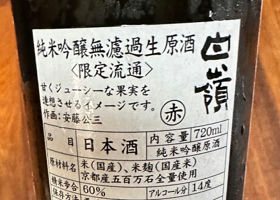 純米吟醸無濾過生原酒
〈限定流通〉
白嶺
甘くジューシーな果実を
連想させるイメージです。
作画：安藤公三
赤
品目 日本酒 内容量 720ml
純米吟醸原酒
原材料名 米(国産)、米麹(国産)
京都産五百万石全量使用
精米歩合 60% アルコール分 14度
保存方法